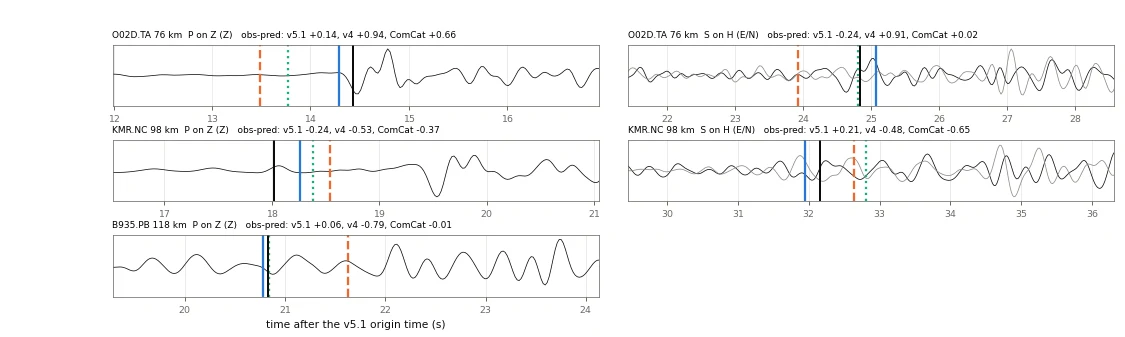 O02D.TA 76 km  P on Z (Z)   obs-pred: v5.1 +0.14, v4 +0.94, ComCat +0.66
12 13 14 15 16
O02D.TA 76 km  S on H (E/N)   obs-pred: v5.1 -0.24, v4 +0.91, ComCat +0.02
22 23 24 25 26 27 28
KMR.NC 98 km  P on Z (Z)   obs-pred: v5.1 -0.24, v4 -0.53, ComCat -0.37
17 18 19 20 21
KMR.NC 98 km  S on H (E/N)   obs-pred: v5.1 +0.21, v4 -0.48, ComCat -0.65
30 31 32 33 34 35 36
B935.PB 118 km  P on Z (Z)   obs-pred: v5.1 +0.06, v4 -0.79, ComCat -0.01
20 21 22 23 24
time after the v5.1 origin time (s)